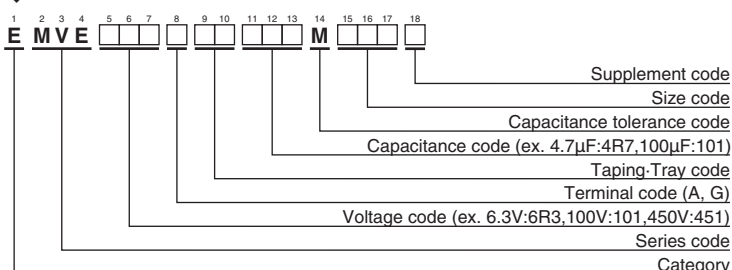 1 2 3 4 5 6 7 8 9 10 11 12 13 14 15 16 17 18
E MVE M
Supplement code
Size code
Capacitance tolerance code
Capacitance code (ex. 4.7μF:4R7,100μF:101)
Taping·Tray code
Terminal code (A, G)
Voltage code (ex. 6.3V:6R3,100V:101,450V:451)
Series code
Category